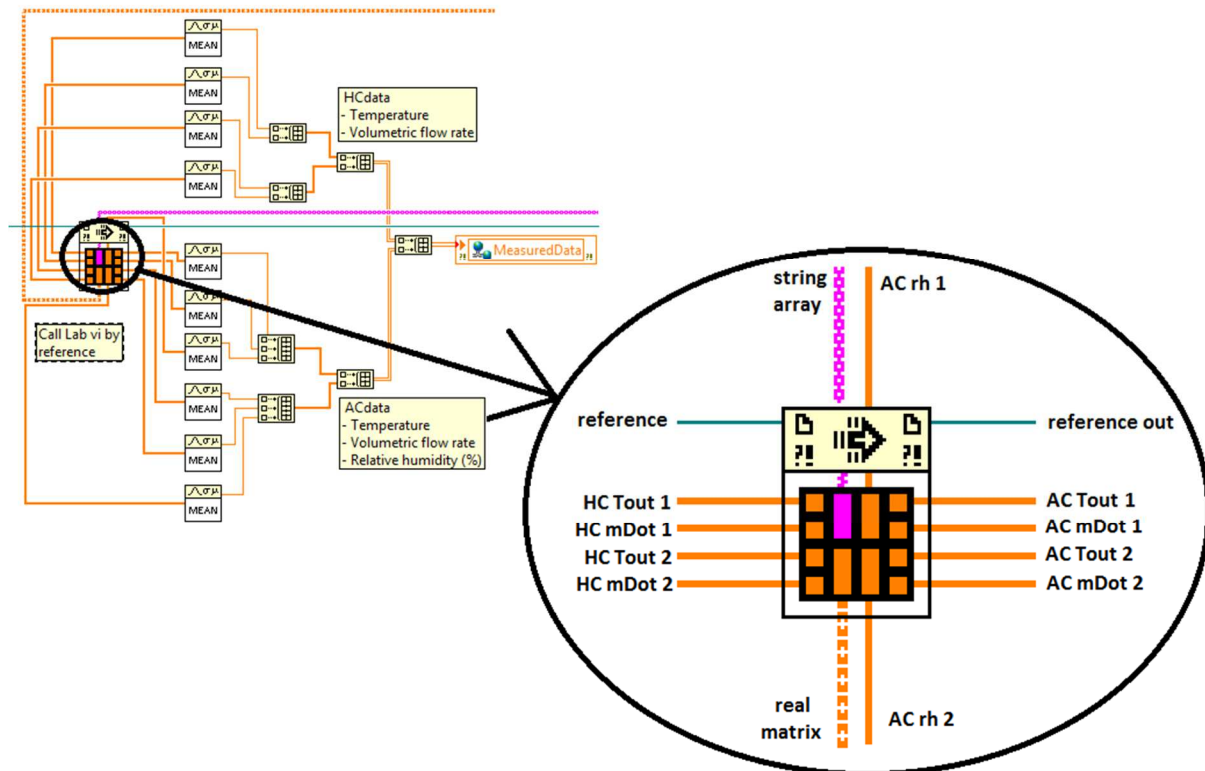 MEAN
MEAN
MEAN
MEAN
HCdata
- Temperature
- Volumetric flow rate
?!
?!
MEAN
MEAN
MEAN
MEAN
MEAN
MEAN
?!
MeasuredData
?!
Call Lab vi by
reference
ACdata
- Temperature
- Volumetric flow rate
- Relative humidity (%)
string
array
AC rh 1
reference
reference out
?!
?!
HC Tout 1
HC mDot 1
HC Tout 2
HC mDot 2
AC Tout 1
AC mDot 1
AC Tout 2
AC mDot 2
real
matrix
AC rh 2